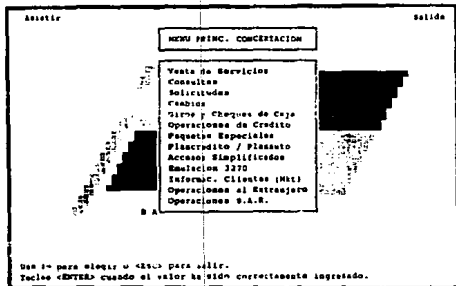 Asistir Salida
MENU PRINC. CONCERTACION
Venta de Servicios
Consultas
Solicitudes
Cambios
Giros y Cheques de Caja
Operaciones de Credito
Paquetes Especiales
Plancredito / Planauto
Accesos Simplificados
Emulacion 3270
Informac. Clientes (Mkt)
Operaciones al Extranjero
Operaciones S.A.R.
B A
para elegir o <ESC> para salir.
Teclee <ENTER> cuando el valor ha sido correctamente ingresado.